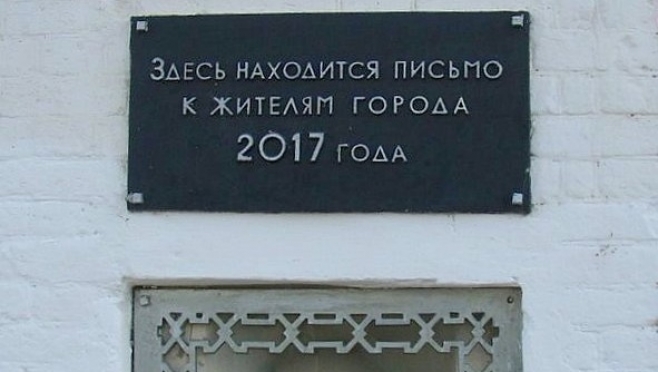 Здесь находится письмо
к жителям города
2017 года